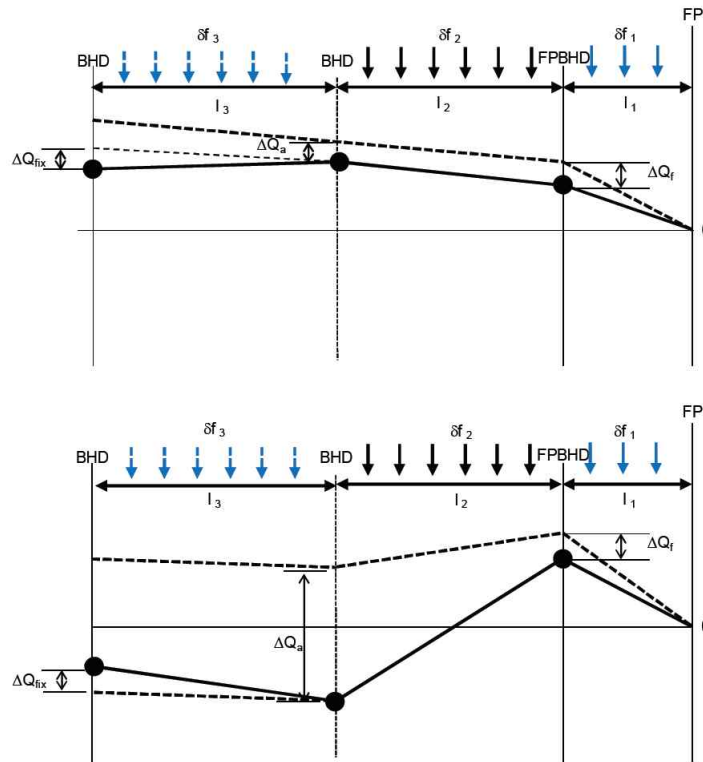 FP
δf 3
δf 2
δf 1
BHD
BHD
FPBHD
l 3
l 2
l 1
ΔQfix
ΔQa
ΔQf
δf 3
δf 2
δf 1
FP
BHD
BHD
FPBHD
l 3
l 2
l 1
ΔQf
ΔQa
ΔQfix